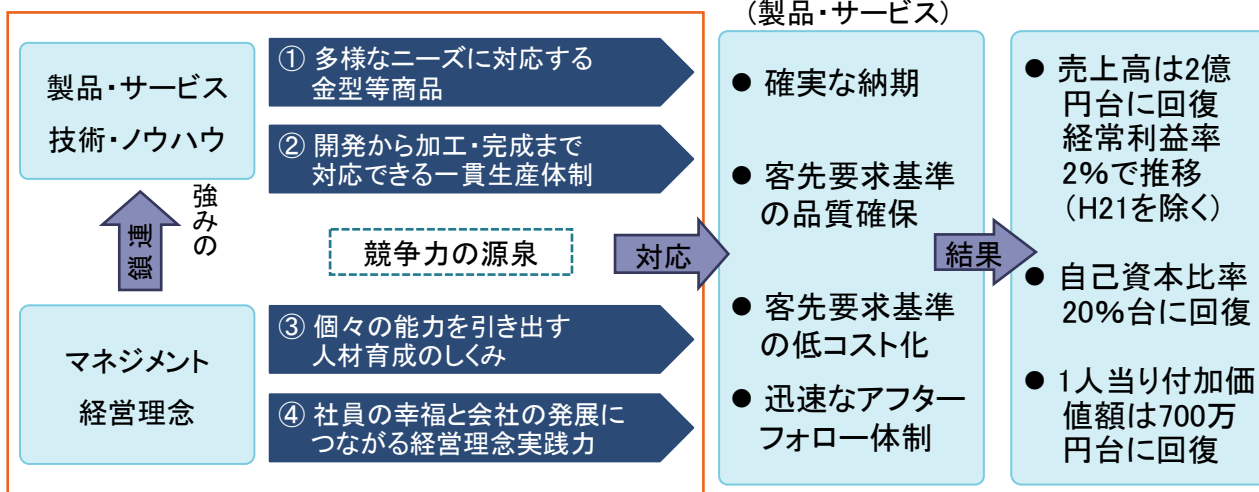 (製品・サービス)
製品・サービス
技術・ノウハウ
① 多様なニーズに対応する
金型等商品
② 開発から加工・完成まで
対応できる一貫生産体制
強みの
連鎖
競争力の源泉
マネジメント
経営理念
③ 個々の能力を引き出す
人材育成のしくみ
④ 社員の幸福と会社の発展に
つながる経営理念実践力
対応
● 確実な納期
● 客先要求基準
の品質確保
● 客先要求基準
の低コスト化
● 迅速なアフター
フォロー体制
結果
● 売上高は2億
円台に回復
経常利益率
2%で推移
(H21を除く)
● 自己資本比率
20%台に回復
● 1人当り付加価
値額は700万
円台に回復